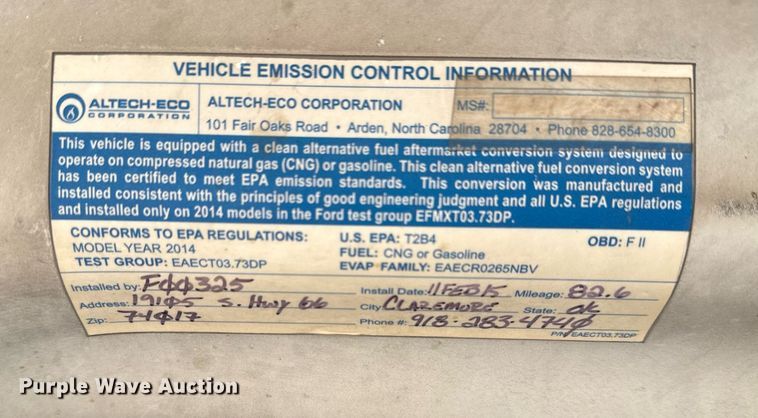 VEHICLE EMISSION CONTROL INFORMATION
ALTECH-ECO
CORPORATION
ALTECH-ECO CORPORATION
MS#:
101 Fair Oaks Road • Arden, North Carolina 28704 • Phone 828-654-8300
This vehicle is equipped with a clean alternative fuel aftermarket conversion system designed to
operate on compressed natural gas (CNG) or gasoline. This clean alternative fuel conversion system
has been certified to meet EPA emission standards. This conversion was manufactured and
installed consistent with the principles of good engineering judgment and all U.S. EPA regulations
and installed only on 2014 models in the Ford test group EFMXT03.73DP.
CONFORMS TO EPA REGULATIONS:
MODEL YEAR 2014
TEST GROUP: EAECT03.73DP
U.S. EPA: T2B4
FUEL: CNG or Gasoline
EVAP FAMILY: EAECR0265NBV
OBD: F II
Installed by: F00325
Install Date: 11FEB15 Mileage: 82.6
Address: 19105 S. Hwy 66
City: CLAREMORE State: OK
Zip: 74017
Phone #: 918-283-4740
P/N: EAECT03.73DP
Purple Wave Auction